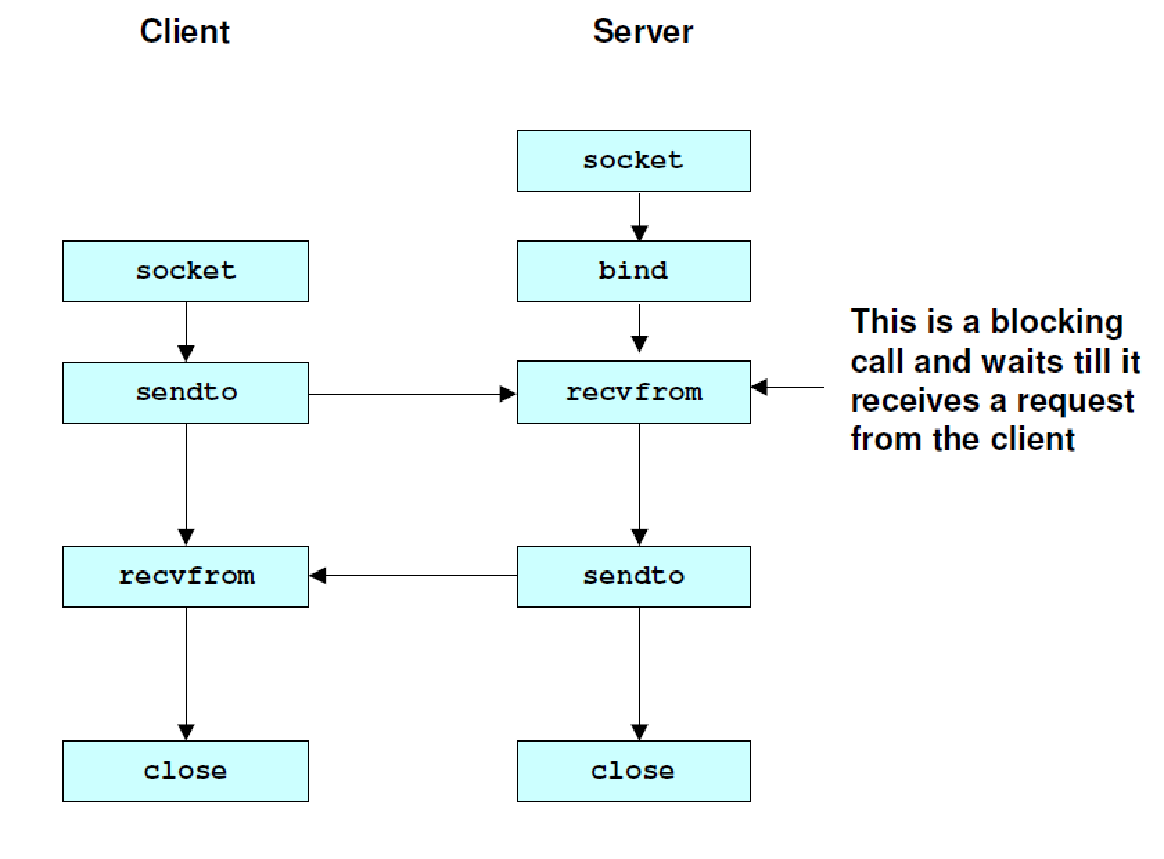 Client
Server
socket
socket
bind
sendto
recvfrom
This is a blocking
call and waits till it
receives a request
from the client
recvfrom
sendto
close
close